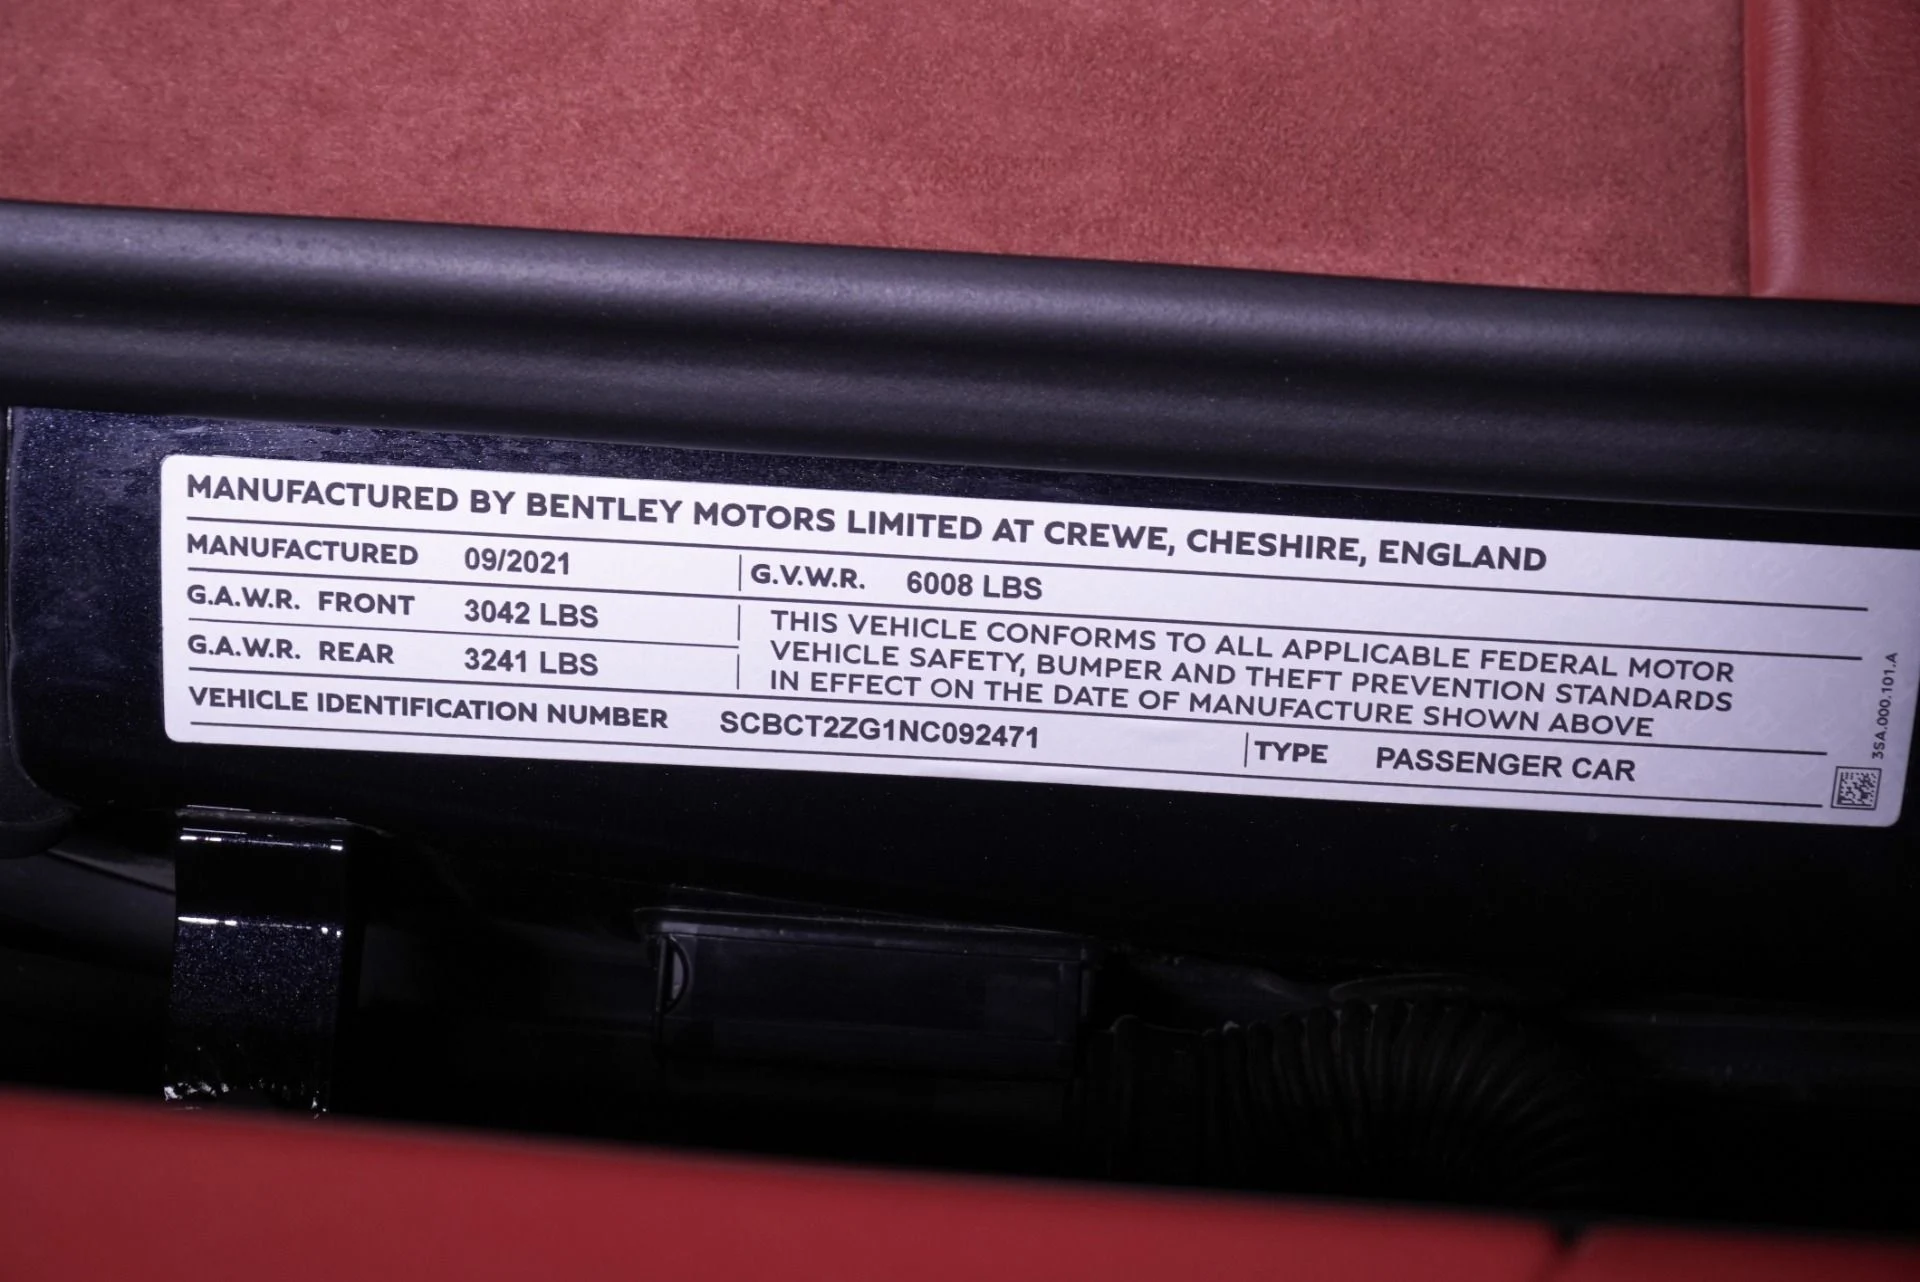 MANUFACTURED BY BENTLEY MOTORS LIMITED AT CREWE, CHESHIRE, ENGLAND
MANUFACTURED 09/2021 G.V.W.R. 6008 LBS
G.A.W.R. FRONT 3042 LBS
G.A.W.R. REAR 3241 LBS
THIS VEHICLE CONFORMS TO ALL APPLICABLE FEDERAL MOTOR
VEHICLE SAFETY, BUMPER AND THEFT PREVENTION STANDARDS
IN EFFECT ON THE DATE OF MANUFACTURE SHOWN ABOVE
VEHICLE IDENTIFICATION NUMBER SCBCT2ZG1NC092471 TYPE PASSENGER CAR
3SA.000.101.A